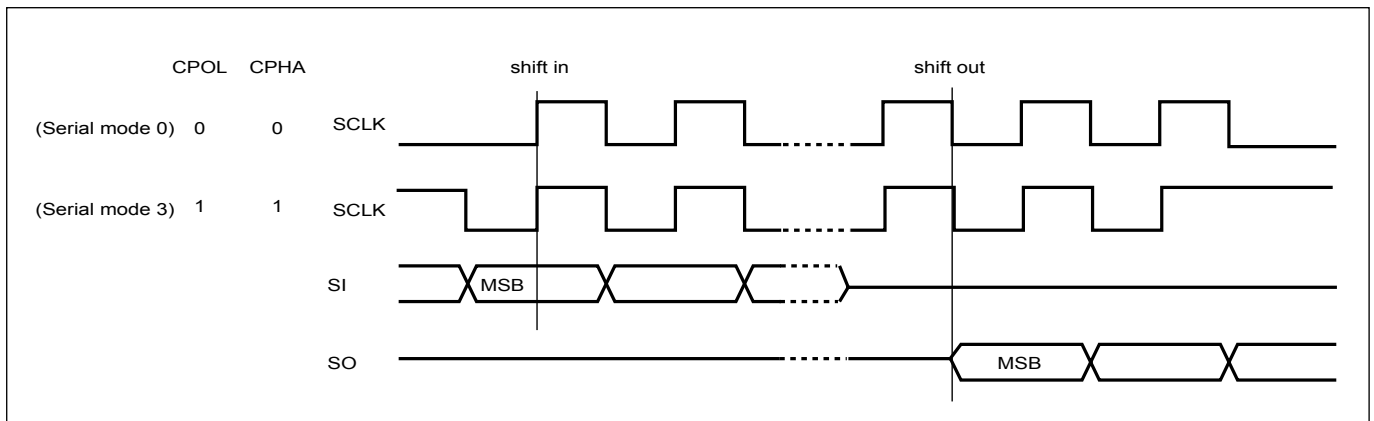 CPOL CPHA shift in shift out
(Serial mode 0) 0 0 SCLK
(Serial mode 3) 1 1 SCLK
SI MSB
SO MSB